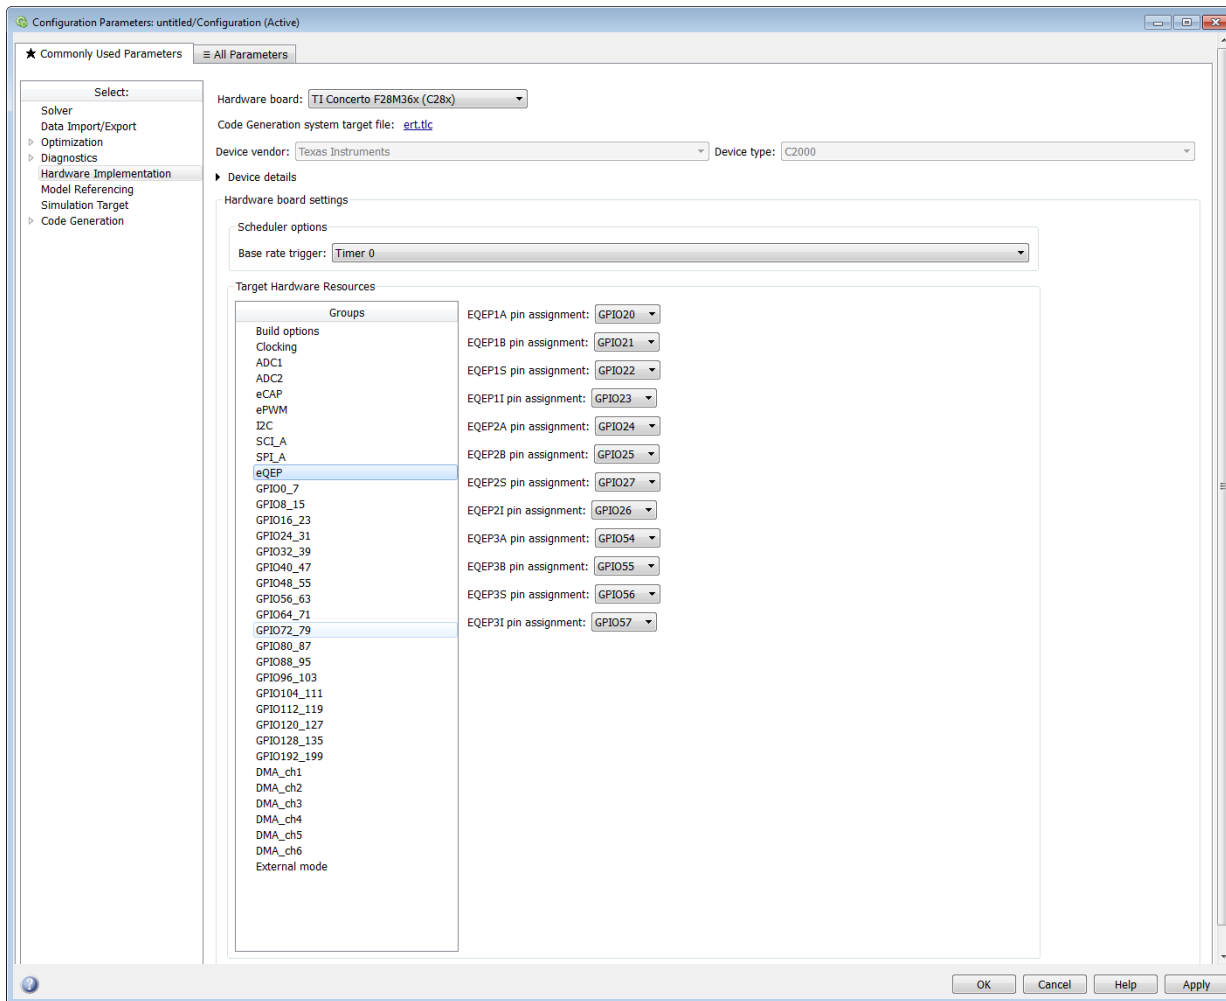 Configuration Parameters: untitled/Configuration (Active)
★ Commonly Used Parameters
≡ All Parameters
Select:
Solver
Data Import/Export
Optimization
Diagnostics
Hardware Implementation
Model Referencing
Simulation Target
Code Generation
Hardware board: TI Concerto F28M36x (C28x)
Code Generation system target file: ert.tlc
Device vendor: Texas Instruments Device type: C2000
Device details
Hardware board settings
Scheduler options
Base rate trigger: Timer 0
Target Hardware Resources
Groups
Build options
Clocking
ADC1
ADC2
eCAP
ePWM
I2C
SCI_A
SPI_A
eQEP
GPIO0_7
GPIO8_15
GPIO16_23
GPIO24_31
GPIO32_39
GPIO40_47
GPIO48_55
GPIO56_63
GPIO64_71
GPIO72_79
GPIO80_87
GPIO88_95
GPIO96_103
GPIO104_111
GPIO112_119
GPIO120_127
GPIO128_135
GPIO192_199
DMA_ch1
DMA_ch2
DMA_ch3
DMA_ch4
DMA_ch5
DMA_ch6
External mode
EQEP1A pin assignment: GPIO20
EQEP1B pin assignment: GPIO21
EQEP1S pin assignment: GPIO22
EQEP1I pin assignment: GPIO23
EQEP2A pin assignment: GPIO24
EQEP2B pin assignment: GPIO25
EQEP2S pin assignment: GPIO27
EQEP2I pin assignment: GPIO26
EQEP3A pin assignment: GPIO54
EQEP3B pin assignment: GPIO55
EQEP3S pin assignment: GPIO56
EQEP3I pin assignment: GPIO57
OK Cancel Help Apply